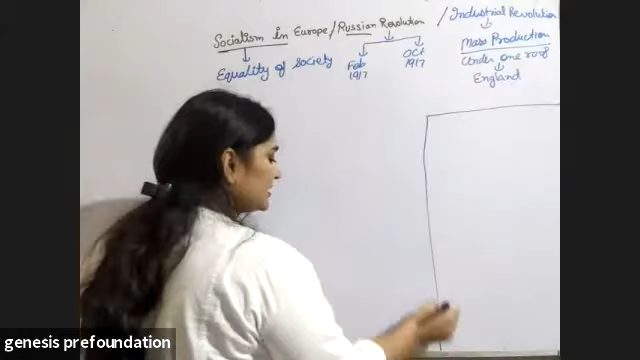 Socialism in Europe / Russian Revolution / Industrial Revolution
Equality of society
Feb
1917
Oct
1917
Mass Production
Under one roof
England
genesis prefoundation